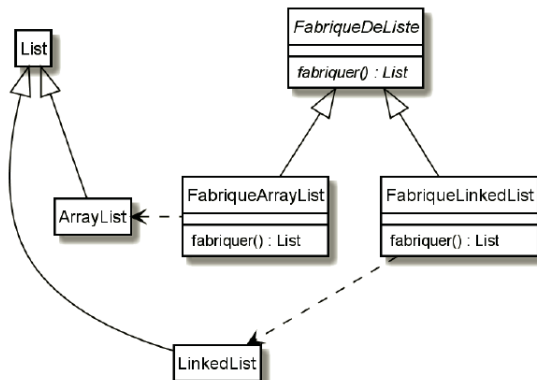 FabriqueDeListe
fabriquer() : List
List
FabriqueArrayList
fabriquer() : List
FabriqueLinkedList
fabriquer() : List
ArrayList
LinkedList